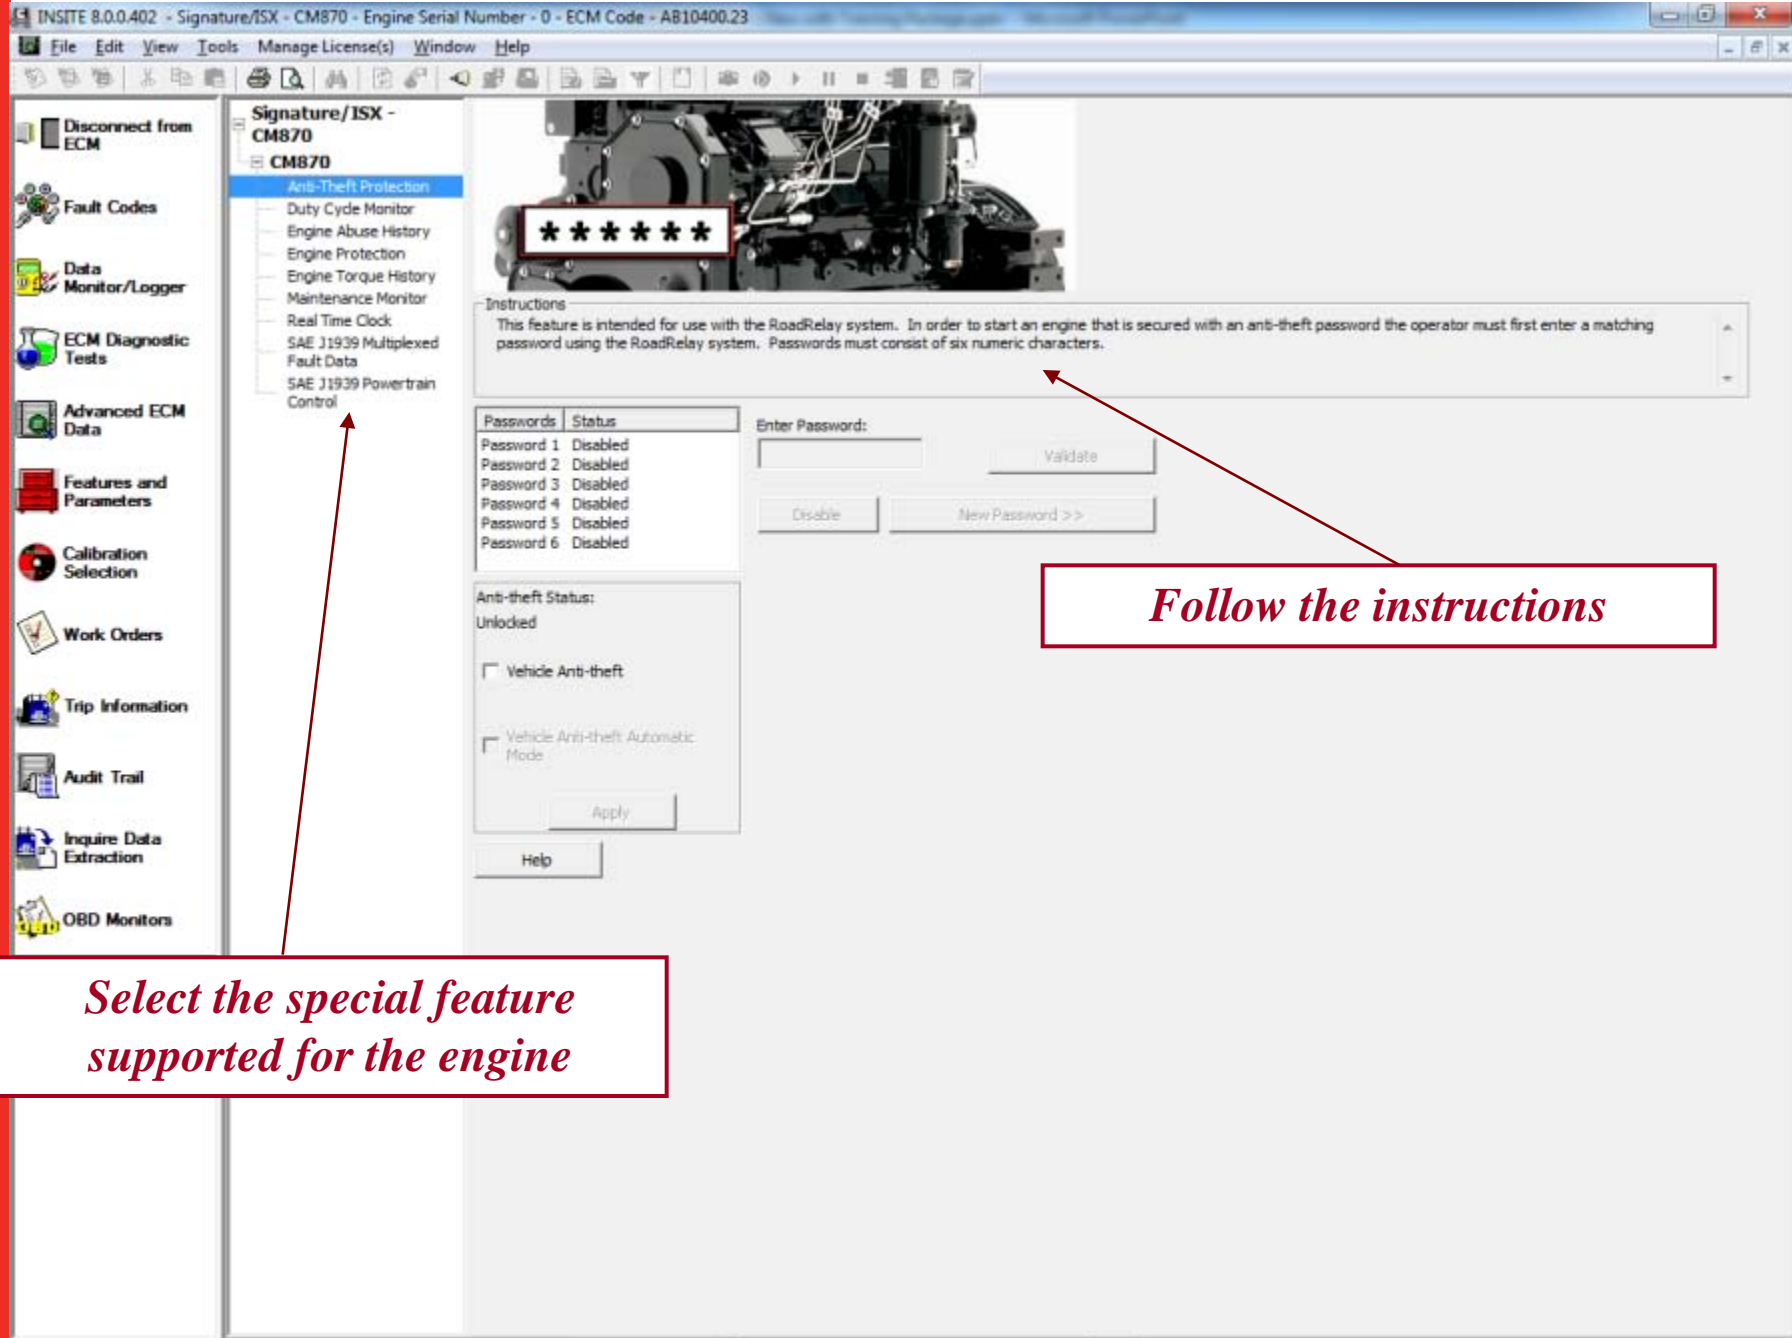 INSITE 8.0.0.402 - Signature/ISX - CM870 - Engine Serial Number - 0 - ECM Code - AB10400.23
File Edit View Tools Manage License(s) Window Help
Disconnect from
ECM
Fault Codes
Data
Monitor/Logger
ECM Diagnostic
Tests
Advanced ECM
Data
Features and
Parameters
Calibration
Selection
Work Orders
Trip Information
Audit Trail
Inquire Data
Extraction
OBD Monitors
Signature/ISX -
CM870
CM870
Anti-Theft Protection
Duty Cycle Monitor
Engine Abuse History
Engine Protection
Engine Torque History
Maintenance Monitor
Real Time Clock
SAE J1939 Multiplexed
Fault Data
SAE J1939 Powertrain
Control
******
Instructions
This feature is intended for use with the RoadRelay system. In order to start an engine that is secured with an anti-theft password the operator must first enter a matching
password using the RoadRelay system. Passwords must consist of six numeric characters.
Passwords Status
Password 1 Disabled
Password 2 Disabled
Password 3 Disabled
Password 4 Disabled
Password 5 Disabled
Password 6 Disabled
Enter Password:
Validate
Disable New Password >>
Anti-theft Status:
Unlocked
Vehicle Anti-theft
Vehicle Anti-theft Automatic
Mode
Apply
Help
Follow the instructions
Select the special feature
supported for the engine